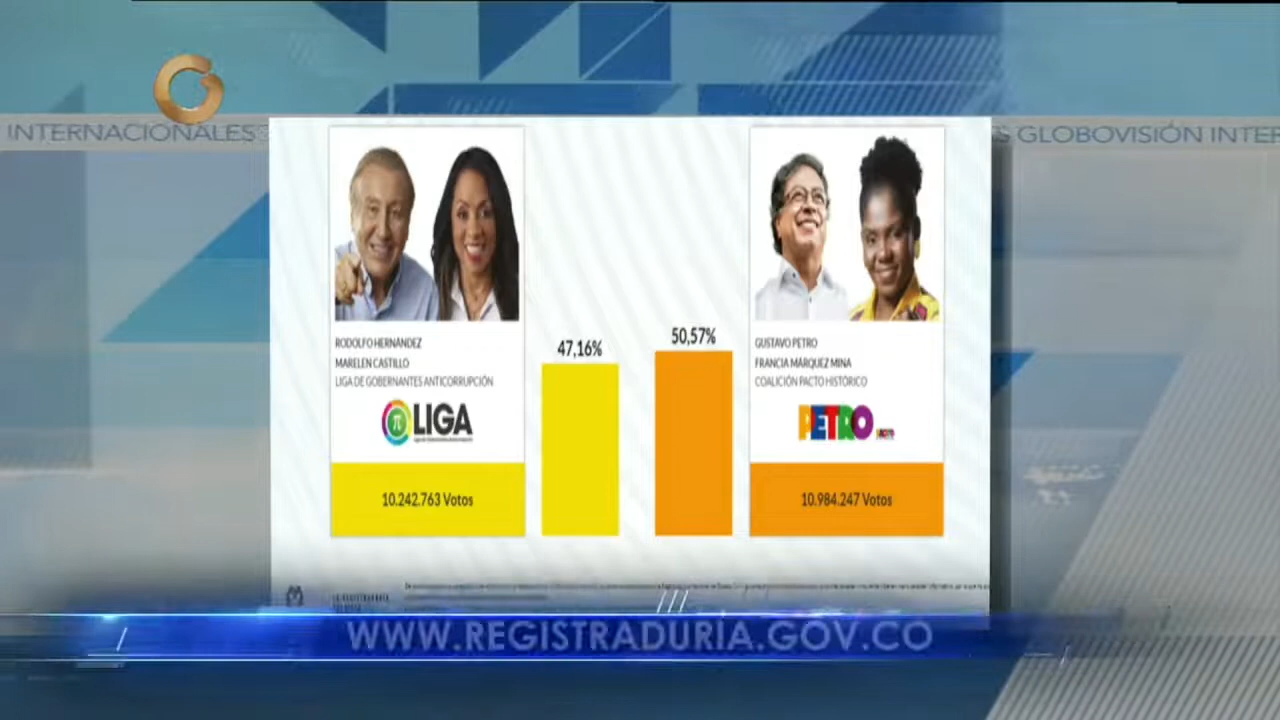 INTERNACIONALES
GLOBOVISIÓN INTER
RODOLFO HERNÁNDEZ
MARELEN CASTILLO
LIGA DE GOBERNANTES ANTICORRUPCIÓN
LIGA
10.242.763 Votos
47,16%
50,57%
GUSTAVO PETRO
FRANCIA MÁRQUEZ MINA
COALICIÓN PACTO HISTÓRICO
PETRO
10.984.247 Votos
WWW.REGISTRADURIA.GOV.CO